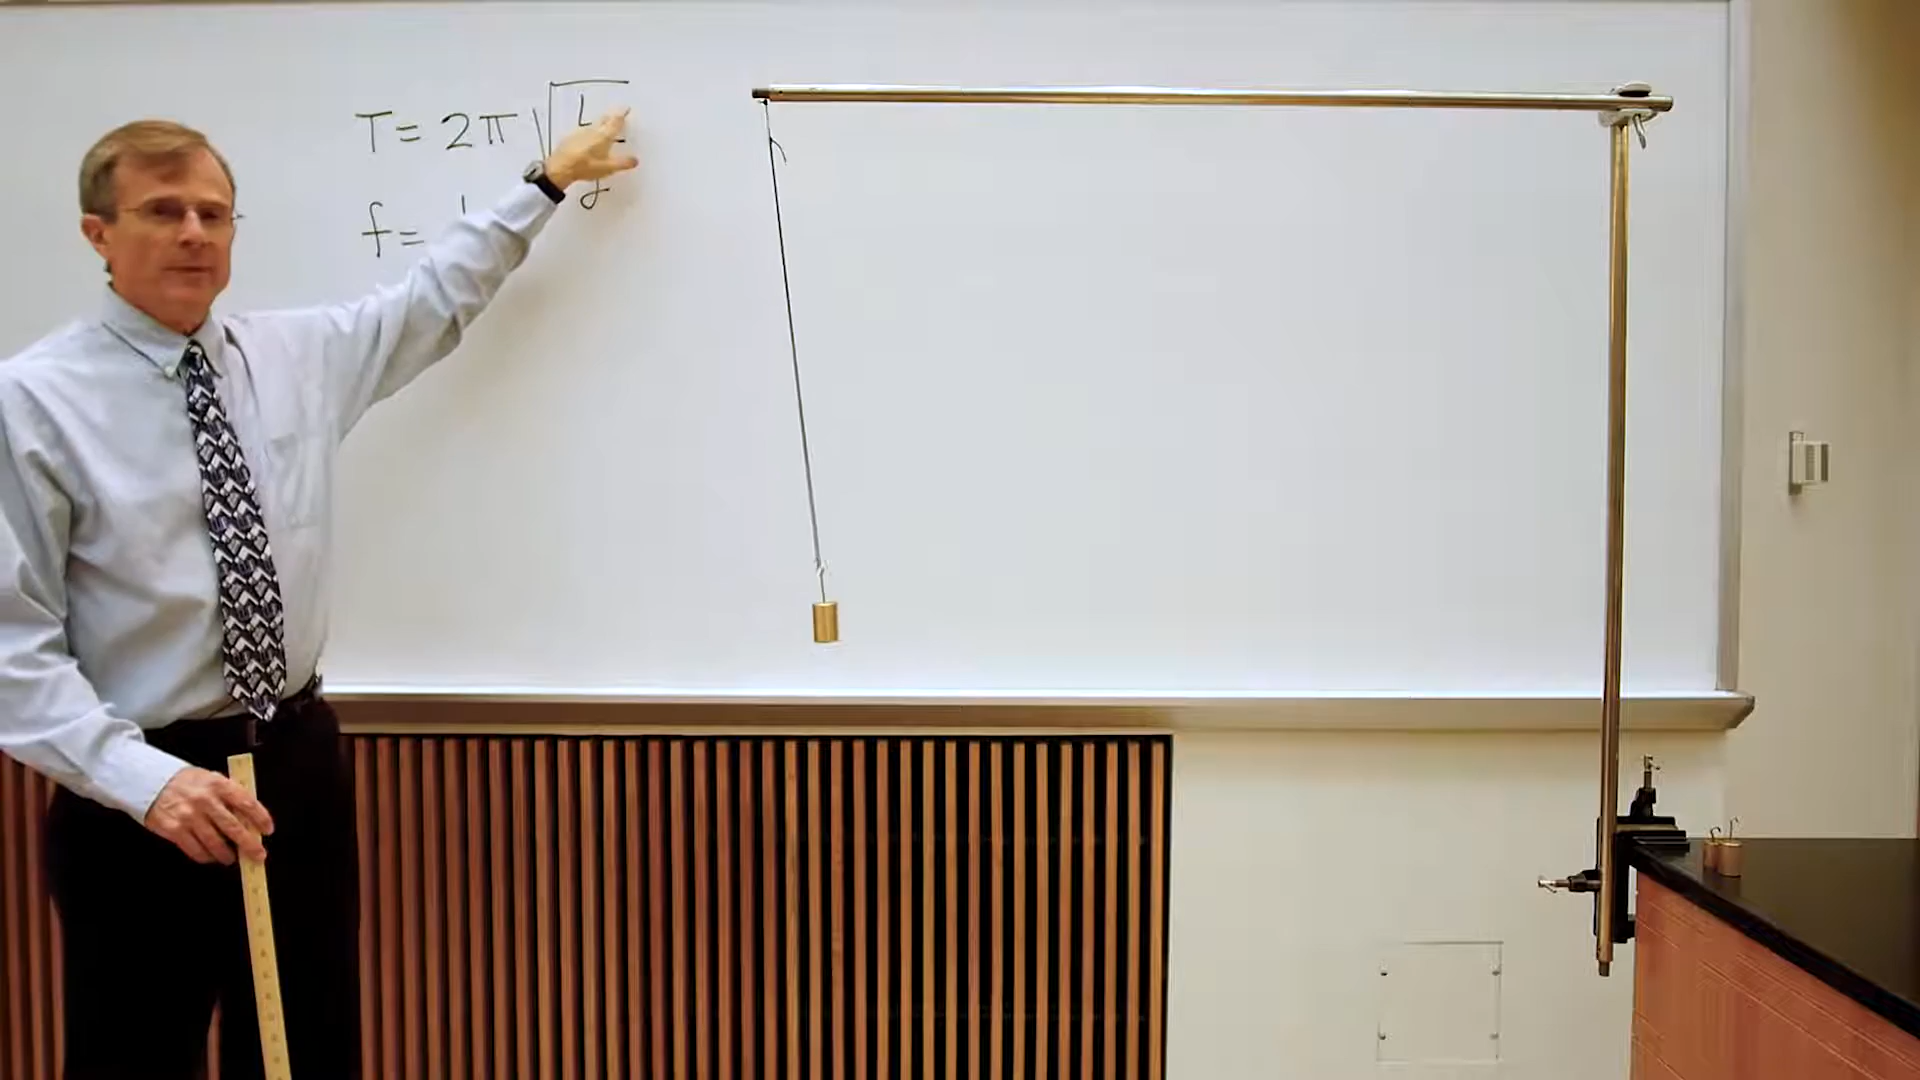 T = 2π √ L / g
f =